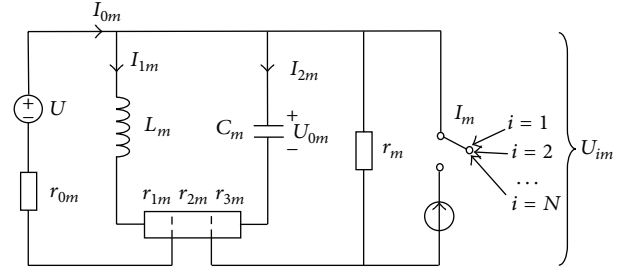 I0m
I1m
I2m
+
−
U
Lm
Cm
+
U0m
−
rm
Im
i = 1
i = 2
...
i = N
Uim
r0m
r1m r2m r3m